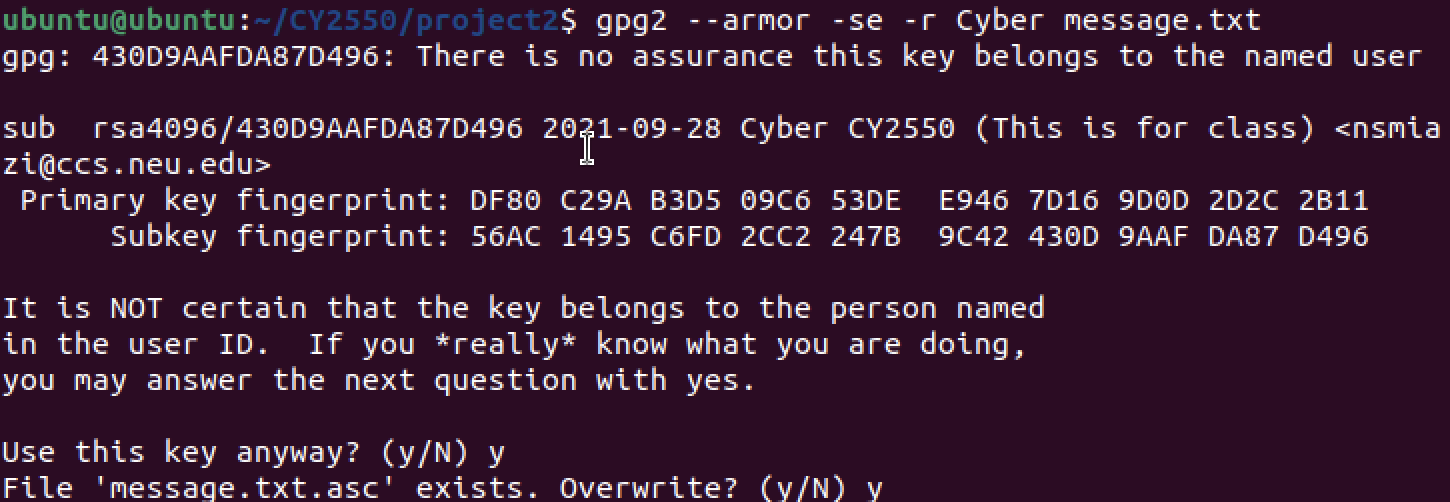 ubuntu@ubuntu:~/CY2550/project2$ gpg2 --armor -se -r Cyber message.txt
gpg: 430D9AAFDA87D496: There is no assurance this key belongs to the named user
sub  rsa4096/430D9AAFDA87D496 2021-09-28 Cyber CY2550 (This is for class) <nsmia
zi@ccs.neu.edu>
 Primary key fingerprint: DF80 C29A B3D5 09C6 53DE  E946 7D16 9D0D 2D2C 2B11
      Subkey fingerprint: 56AC 1495 C6FD 2CC2 247B  9C42 430D 9AAF DA87 D496
It is NOT certain that the key belongs to the person named
in the user ID.  If you *really* know what you are doing,
you may answer the next question with yes.
Use this key anyway? (y/N) y
File 'message.txt.asc' exists. Overwrite? (y/N) y